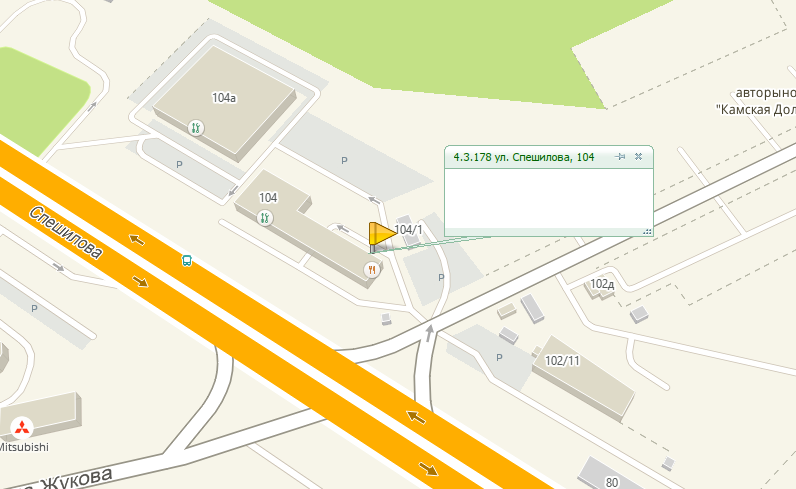 104а
авторыно
"Камская Дол
P
P
4.3.178 ул. Спешилова, 104
104
104/1
Спешилова
P
102д
P
P
102/11
Mitsubishi
а Жукова
80